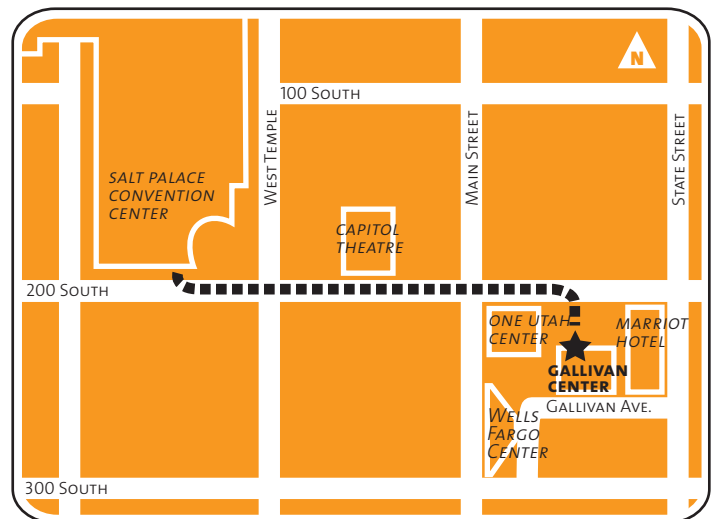 N
100 South
West Temple
Main Street
State Street
SALT PALACE
CONVENTION
CENTER
CAPITOL
THEATRE
200 South
ONE UTAH
CENTER
MARRIOT
HOTEL
GALLIVAN
CENTER
Gallivan Ave.
Wells
Fargo
Center
300 South